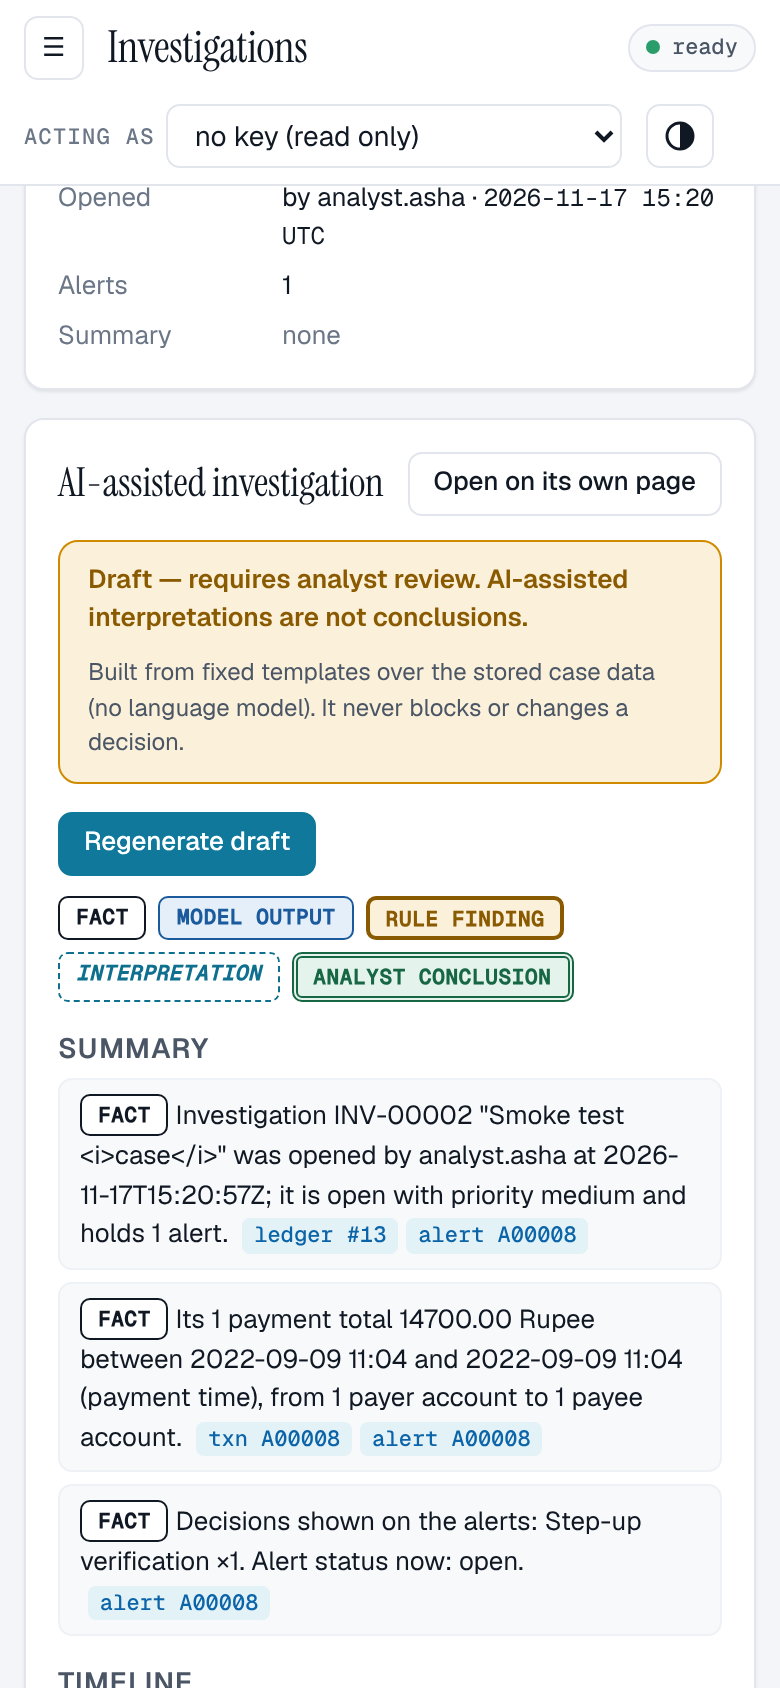 ☰ Investigations ready
ACTING AS no key (read only)
Opened by analyst.asha · 2026-11-17 15:20
UTC
Alerts 1
Summary none
AI-assisted investigation Open on its own page
Draft — requires analyst review. AI-assisted
interpretations are not conclusions.
Built from fixed templates over the stored case data
(no language model). It never blocks or changes a
decision.
Regenerate draft
FACT MODEL OUTPUT RULE FINDING
INTERPRETATION ANALYST CONCLUSION
SUMMARY
FACT Investigation INV-00002 "Smoke test
<i>case</i>" was opened by analyst.asha at 2026-
11-17T15:20:57Z; it is open with priority medium and
holds 1 alert. ledger #13 alert A00008
FACT Its 1 payment total 14700.00 Rupee
between 2022-09-09 11:04 and 2022-09-09 11:04
(payment time), from 1 payer account to 1 payee
account. txn A00008 alert A00008
FACT Decisions shown on the alerts: Step-up
verification ×1. Alert status now: open.
alert A00008
TIMELINE